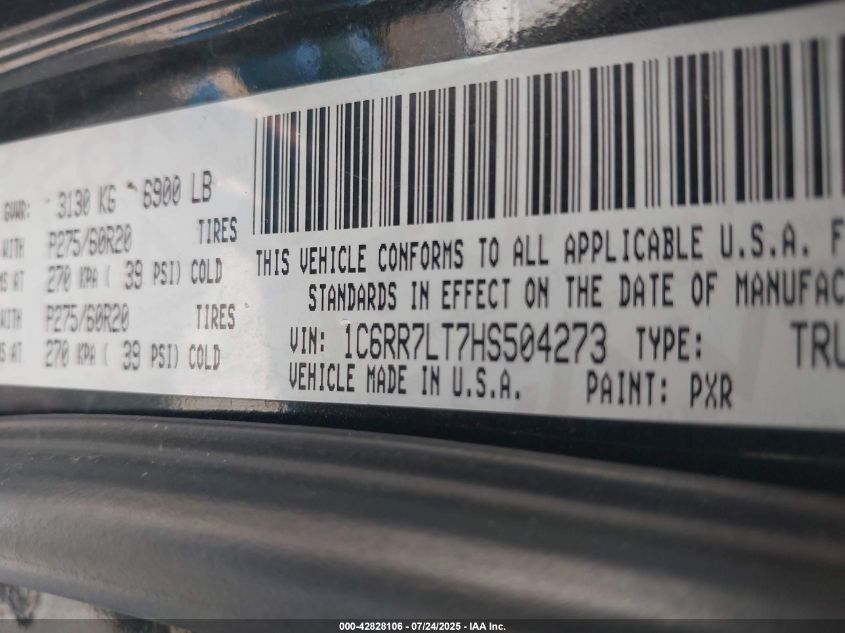 GVWR: 3130 KG 6900 LB
WITH P275/60R20 TIRES
AT 270 KPA ( 39 PSI) COLD
WITH P275/60R20 TIRES
AT 270 KPA ( 39 PSI) COLD
THIS VEHICLE CONFORMS TO ALL APPLICABLE U.S.A. F
STANDARDS IN EFFECT ON THE DATE OF MANUFAC
VIN: 1C6RR7LT7HS504273 TYPE: TRU
VEHICLE MADE IN U.S.A. PAINT: PXR
000-42828106 - 07/24/2025 - IAA Inc.